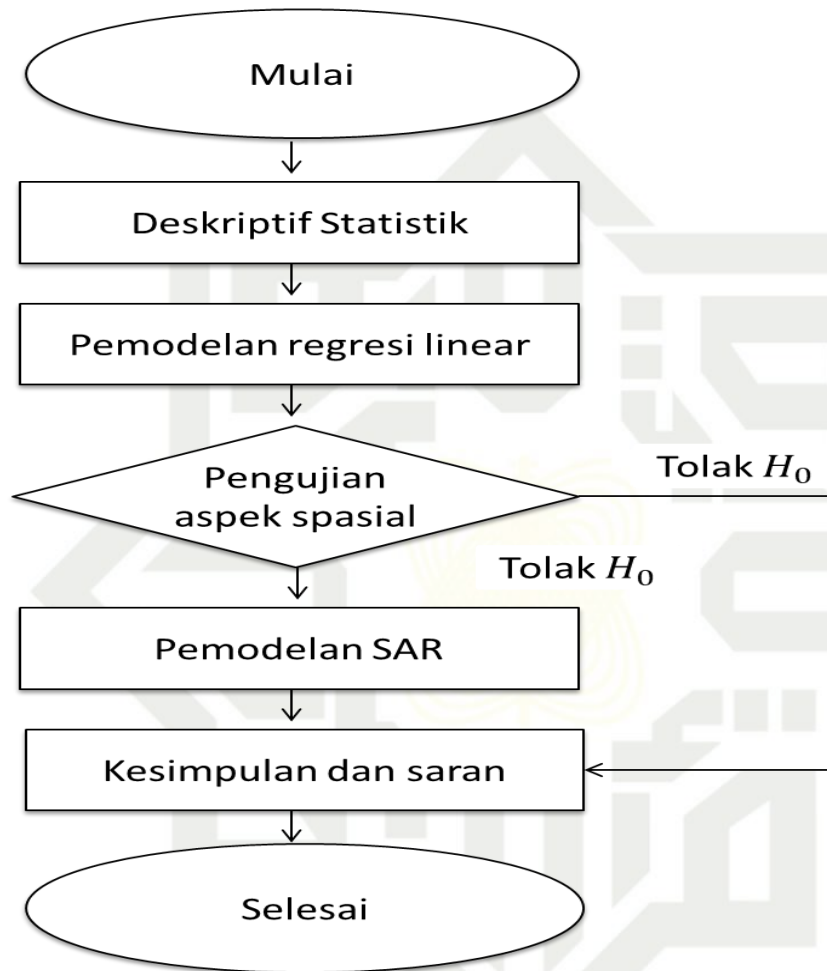 Mulai
Deskriptif Statistik
Pemodelan regresi linear
Pengujian
aspek spasial
Tolak H₀
Tolak H₀
Pemodelan SAR
Kesimpulan dan saran
Selesai